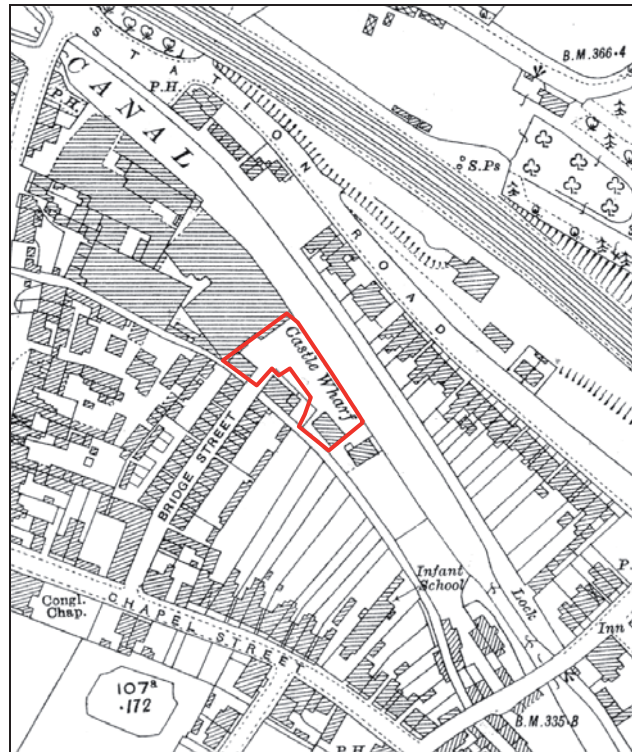 B.M. 366·4
STATION ROAD
P.H.
CANAL
P.H.
S.Ps
Castle Wharf
BRIDGE STREET
Infant
School
Lock
P.
Congl.
Chap.
CHAPEL STREET
Inn
107ᵃ
·172
B.M. 335·8
P.H.